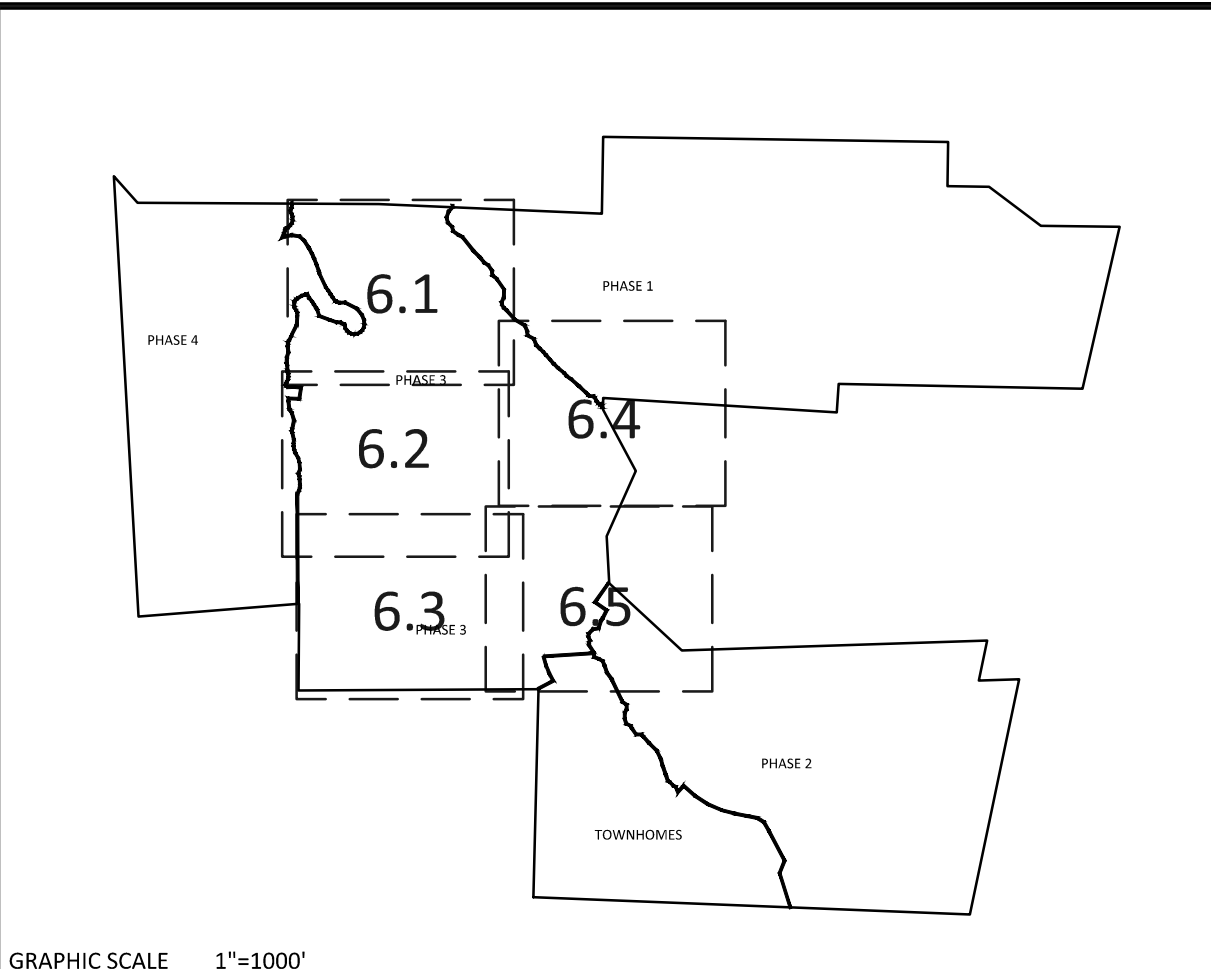 PHASE 1
6.1
PHASE 4
PHASE 3
6.4
6.2
6.5
6.3
PHASE 3
PHASE 2
TOWNHOMES
GRAPHIC SCALE 1"=1000'